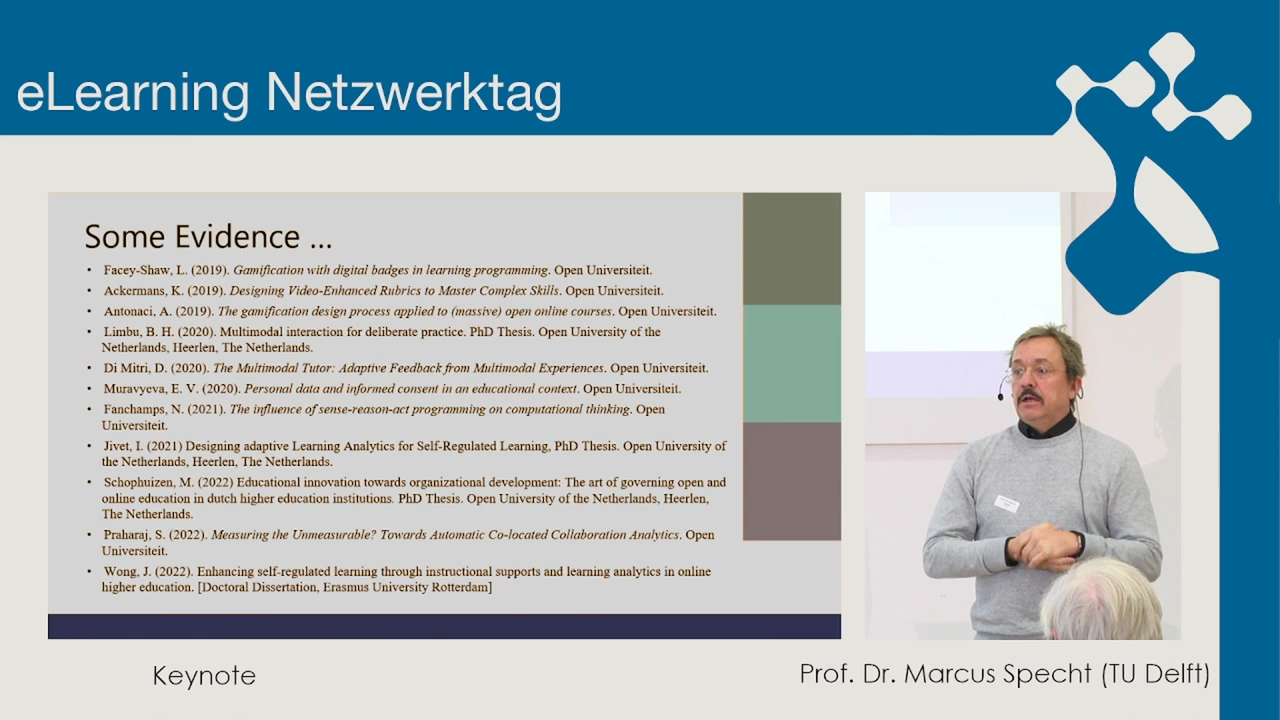 eLearning Netzwerktag
Some Evidence ...
• Facey-Shaw, L. (2019). Gamification with digital badges in learning programming. Open Universiteit.
• Ackermans, K. (2019). Designing Video-Enhanced Rubrics to Master Complex Skills. Open Universiteit.
• Antonaci, A. (2019). The gamification design process applied to (massive) open online courses. Open Universiteit.
• Limbu, B. H. (2020). Multimodal interaction for deliberate practice. PhD Thesis. Open University of the
Netherlands, Heerlen, The Netherlands.
• Di Mitri, D. (2020). The Multimodal Tutor: Adaptive Feedback from Multimodal Experiences. Open Universiteit.
• Muravyeva, E. V. (2020). Personal data and informed consent in an educational context. Open Universiteit.
• Fanchamps, N. (2021). The influence of sense-reason-act programming on computational thinking. Open
Universiteit.
• Jivet, I. (2021) Designing adaptive Learning Analytics for Self-Regulated Learning, PhD Thesis. Open University of
the Netherlands, Heerlen, The Netherlands.
• Schophuizen, M. (2022) Educational innovation towards organizational development: The art of governing open and
online education in dutch higher education institutions. PhD Thesis. Open University of the Netherlands, Heerlen,
The Netherlands.
• Praharaj, S. (2022). Measuring the Unmeasurable? Towards Automatic Co-located Collaboration Analytics. Open
Universiteit.
• Wong, J. (2022). Enhancing self-regulated learning through instructional supports and learning analytics in online
higher education. [Doctoral Dissertation, Erasmus University Rotterdam]
Keynote
Prof. Dr. Marcus Specht (TU Delft)